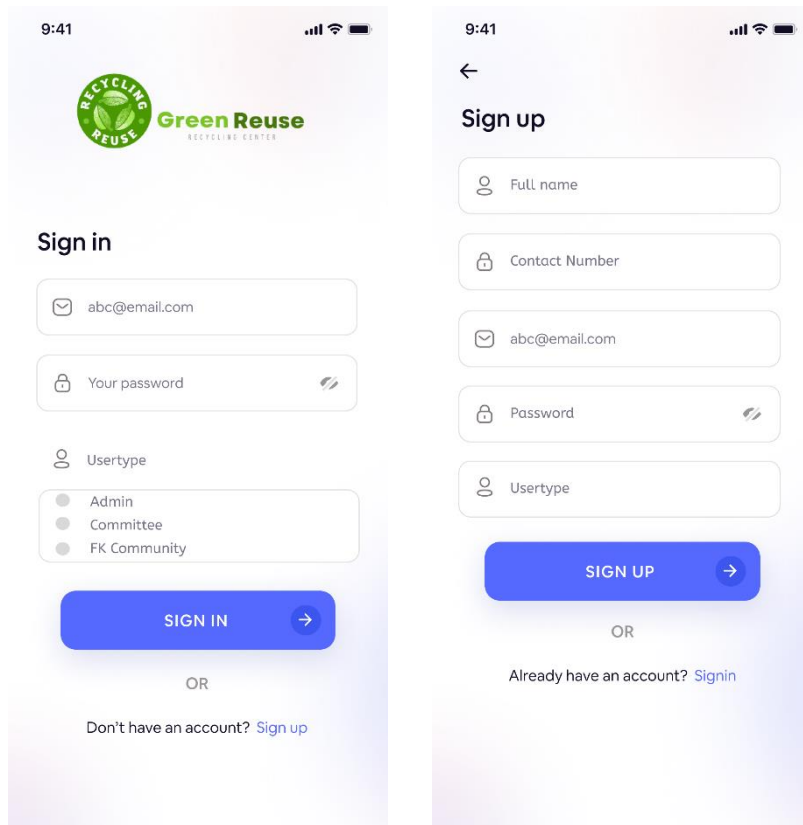 9:41
RECYCLING
REUSE
Green Reuse
RECYCLING CENTER
Sign in
abc@email.com
Your password
Usertype
Admin
Committee
FK Community
SIGN IN
OR
Don't have an account? Sign up
9:41
Sign up
Full name
Contact Number
abc@email.com
Password
Usertype
SIGN UP
OR
Already have an account? Signin